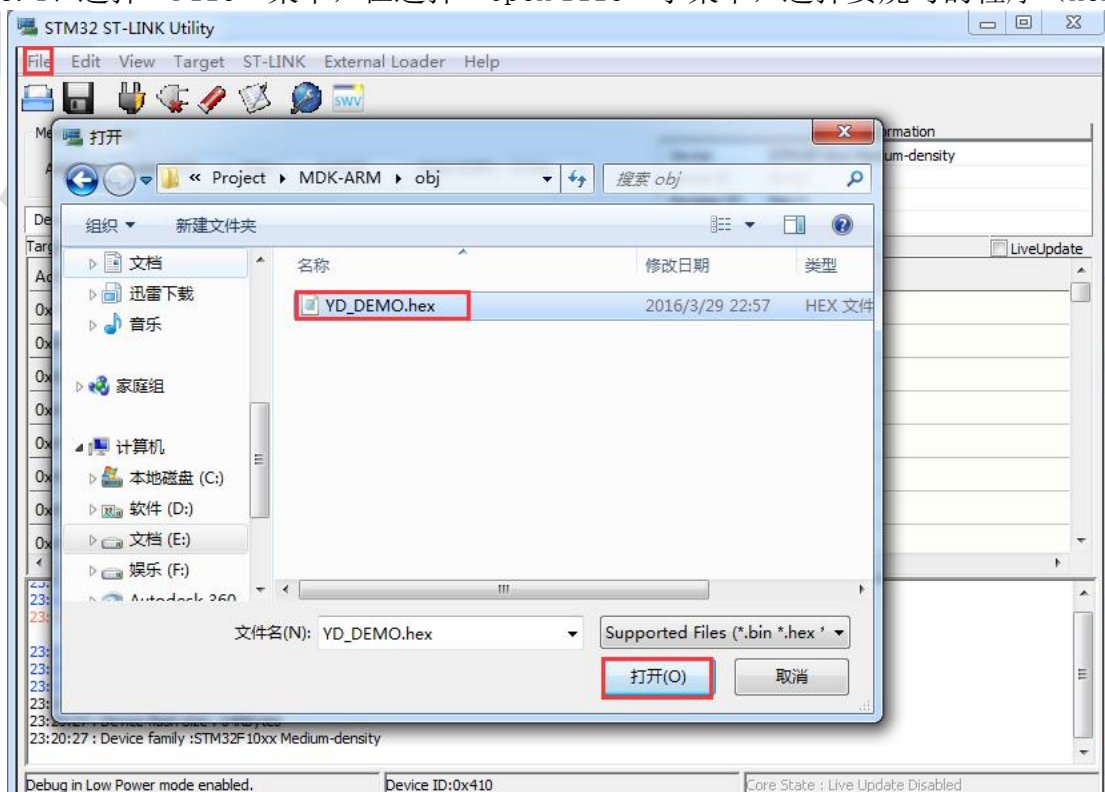 STM32 ST-LINK Utility
File Edit View Target ST-LINK External Loader Help
SWV
打开
rmation
um-density
« Project ▸ MDK-ARM ▸ obj
搜索 obj
组织 新建文件夹
LiveUpdate
文档
名称 修改日期 类型
迅雷下载
YD_DEMO.hex 2016/3/29 22:57 HEX 文件
音乐
家庭组
计算机
本地磁盘 (C:)
软件 (D:)
文档 (E:)
娱乐 (F:)
Autodesk 360
文件名(N): YD_DEMO.hex Supported Files (*.bin *.hex *
打开(O) 取消
23:20:27 : Device family :STM32F10xx Medium-density
Debug in Low Power mode enabled. Device ID:0x410 Core State : Live Update Disabled